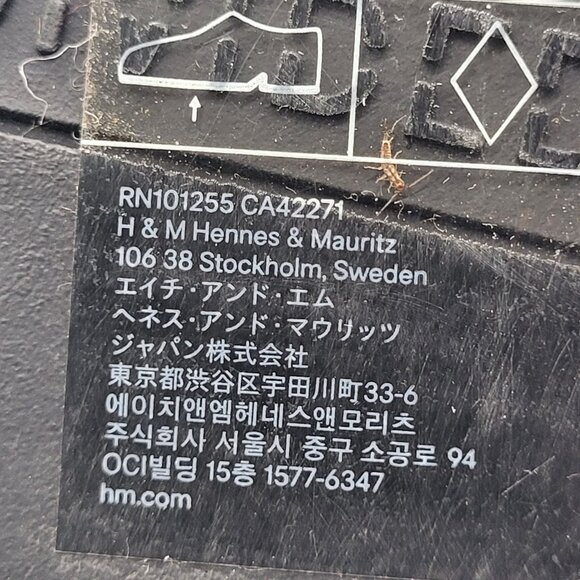 RN101255 CA42271
H & M Hennes & Mauritz
106 38 Stockholm, Sweden
エイチ・アンド・エム
ヘネス・アンド・マウリッツ
ジャパン株式会社
東京都渋谷区宇田川町33-6
에이치앤엠헤네스앤모리츠
주식회사 서울시 중구 소공로 94
OCI빌딩 15층 1577-6347
hm.com